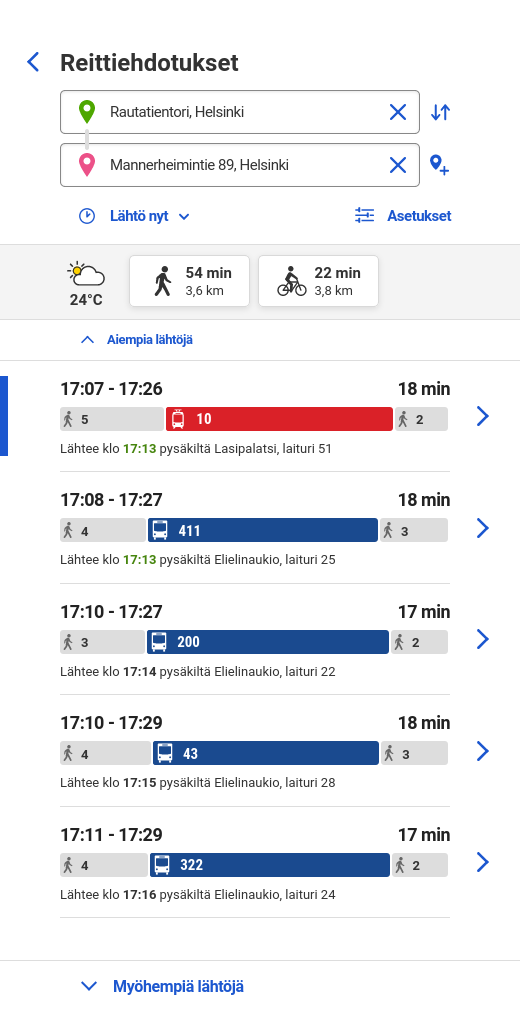 Reittiehdotukset
Rautatientori, Helsinki
Mannerheimintie 89, Helsinki
Lähtö nyt
Asetukset
24°C
54 min
3,6 km
22 min
3,8 km
Aiempia lähtöjä
17:07 - 17:26 18 min
5 10 2
Lähtee klo 17:13 pysäkiltä Lasipalatsi, laituri 51
17:08 - 17:27 18 min
4 411 3
Lähtee klo 17:13 pysäkiltä Elielinaukio, laituri 25
17:10 - 17:27 17 min
3 200 2
Lähtee klo 17:14 pysäkiltä Elielinaukio, laituri 22
17:10 - 17:29 18 min
4 43 3
Lähtee klo 17:15 pysäkiltä Elielinaukio, laituri 28
17:11 - 17:29 17 min
4 322 2
Lähtee klo 17:16 pysäkiltä Elielinaukio, laituri 24
Myöhempiä lähtöjä